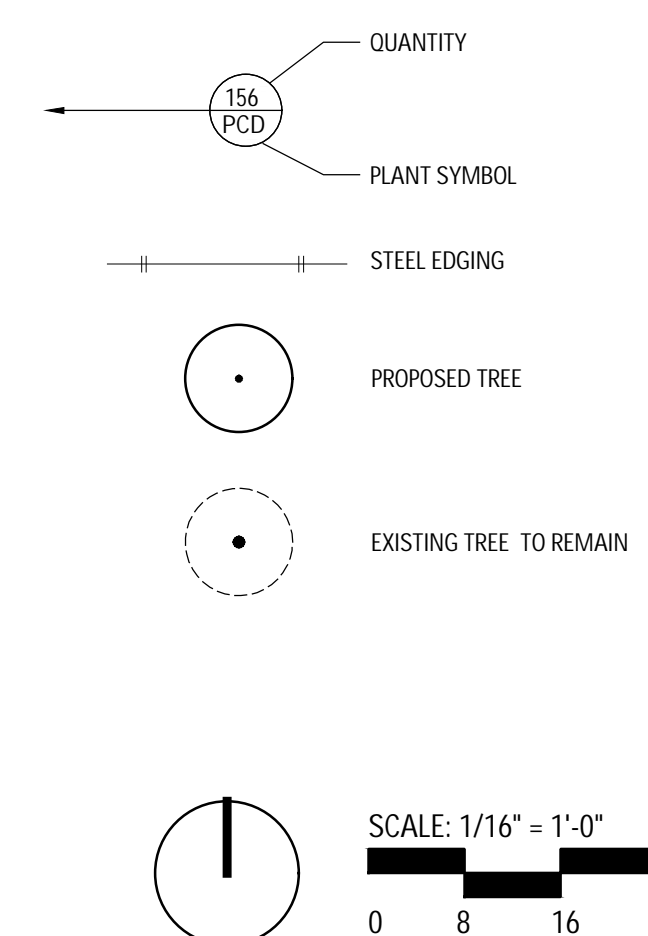 QUANTITY
156
PCD
PLANT SYMBOL
STEEL EDGING
PROPOSED TREE
EXISTING TREE TO REMAIN
SCALE: 1/16" = 1'-0"
0 8 16